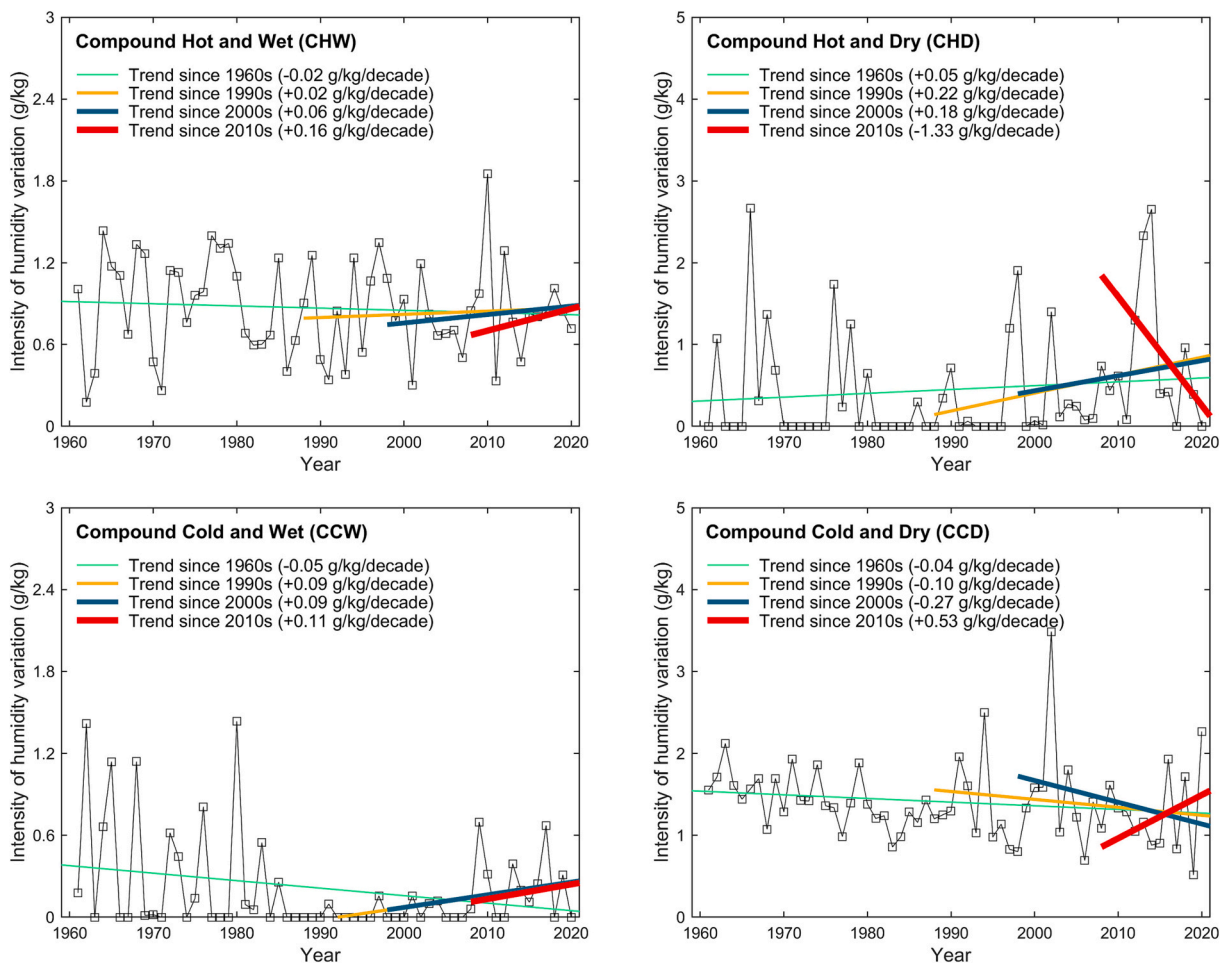 Compound Hot and Wet (CHW)
Trend since 1960s (-0.02 g/kg/decade)
Trend since 1990s (+0.02 g/kg/decade)
Trend since 2000s (+0.06 g/kg/decade)
Trend since 2010s (+0.16 g/kg/decade)
Intensity of humidity variation (g/kg)
3
2.4
1.8
1.2
0.6
0
1960 1970 1980 1990 2000 2010 2020
Year
Compound Hot and Dry (CHD)
Trend since 1960s (+0.05 g/kg/decade)
Trend since 1990s (+0.22 g/kg/decade)
Trend since 2000s (+0.18 g/kg/decade)
Trend since 2010s (-1.33 g/kg/decade)
Intensity of humidity variation (g/kg)
5
4
3
2
1
0
1960 1970 1980 1990 2000 2010 2020
Year
Compound Cold and Wet (CCW)
Trend since 1960s (-0.05 g/kg/decade)
Trend since 1990s (+0.09 g/kg/decade)
Trend since 2000s (+0.09 g/kg/decade)
Trend since 2010s (+0.11 g/kg/decade)
Intensity of humidity variation (g/kg)
3
2.4
1.8
1.2
0.6
0
1960 1970 1980 1990 2000 2010 2020
Year
Compound Cold and Dry (CCD)
Trend since 1960s (-0.04 g/kg/decade)
Trend since 1990s (-0.10 g/kg/decade)
Trend since 2000s (-0.27 g/kg/decade)
Trend since 2010s (+0.53 g/kg/decade)
Intensity of humidity variation (g/kg)
5
4
3
2
1
0
1960 1970 1980 1990 2000 2010 2020
Year